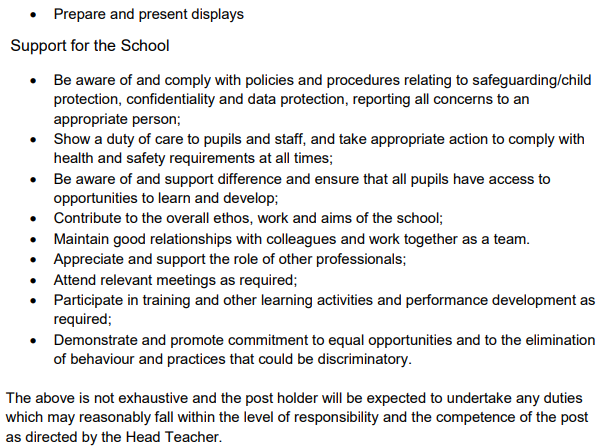 • Prepare and present displays
Support for the School
• Be aware of and comply with policies and procedures relating to safeguarding/child
protection, confidentiality and data protection, reporting all concerns to an
appropriate person;
• Show a duty of care to pupils and staff, and take appropriate action to comply with
health and safety requirements at all times;
• Be aware of and support difference and ensure that all pupils have access to
opportunities to learn and develop;
• Contribute to the overall ethos, work and aims of the school;
• Maintain good relationships with colleagues and work together as a team.
• Appreciate and support the role of other professionals;
• Attend relevant meetings as required;
• Participate in training and other learning activities and performance development as
required;
• Demonstrate and promote commitment to equal opportunities and to the elimination
of behaviour and practices that could be discriminatory.
The above is not exhaustive and the post holder will be expected to undertake any duties
which may reasonably fall within the level of responsibility and the competence of the post
as directed by the Head Teacher.